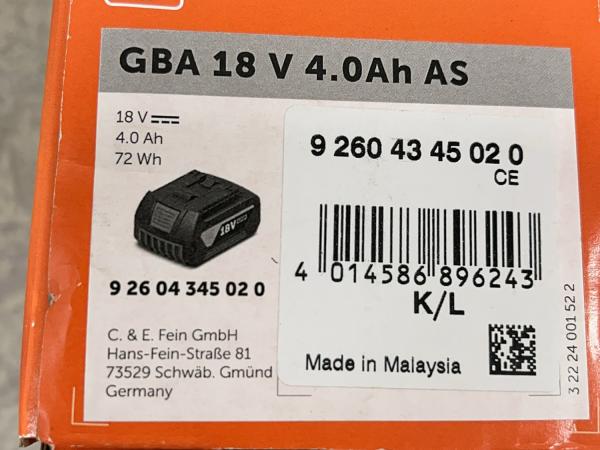 GBA 18 V 4.0Ah AS
18 V
4.0 Ah
72 Wh
18V
9 26 04 345 02 0
C. & E. Fein GmbH
Hans-Fein-Straße 81
73529 Schwäb. Gmünd
Germany
9 260 43 45 02 0
CE
4 014586 896243
K/L
Made in Malaysia
3 22 24 001 52 2